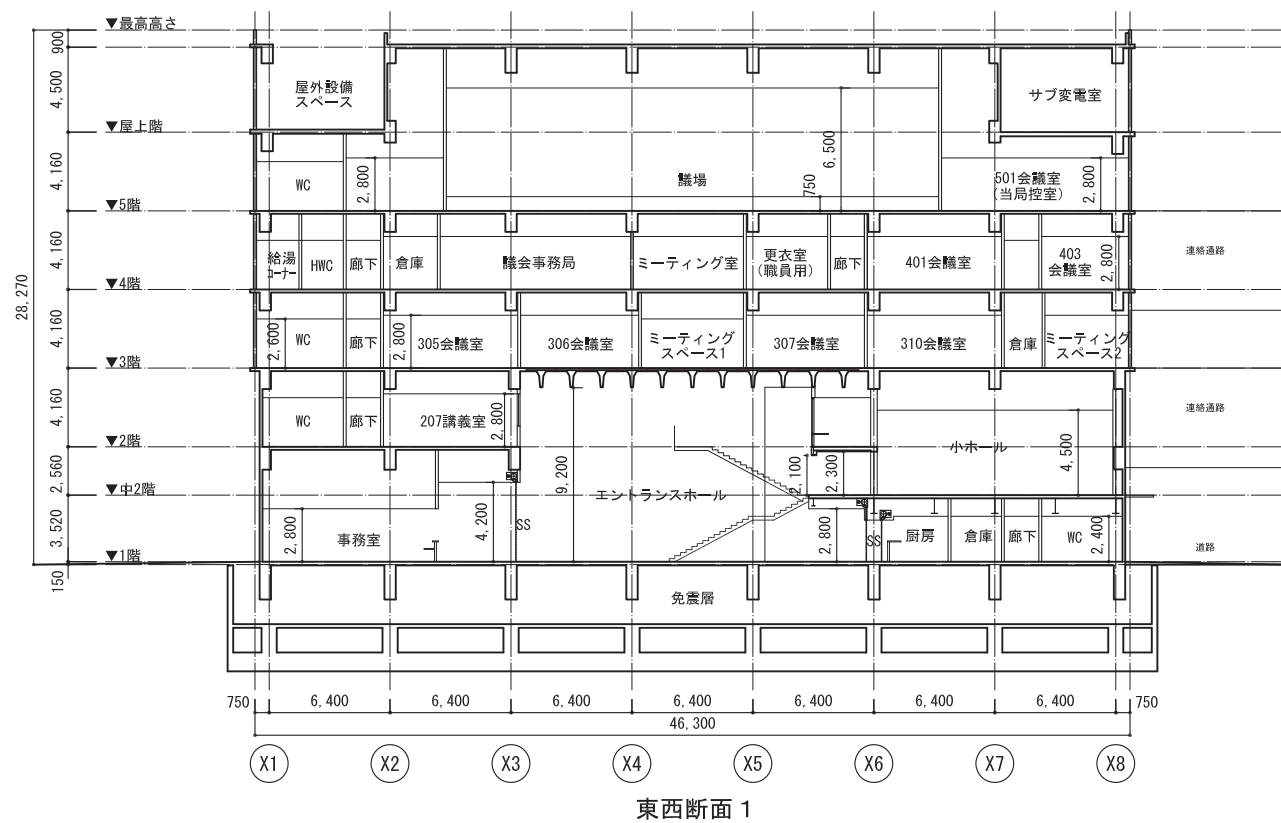 ▼最高高さ
900
4,500
屋外設備
スペース
サブ変電室
▼屋上階
4,160
WC
2,800
議場
750
6,500
501会議室
(当局控室)
2,800
▼5階
4,160
給湯
コーナー
HWC
廊下
倉庫
議会事務局
ミーティング室
更衣室
(職員用)
廊下
401会議室
403
会議室
2,800
連絡通路
▼4階
28,270
4,160
2,600
WC
廊下
2,800
305会議室
306会議室
ミーティング
スペース1
307会議室
310会議室
倉庫
ミーティング
スペース2
▼3階
4,160
WC
廊下
207講義室
2,800
連絡通路
▼2階
2,560
9,200
エントランスホール
2,100
2,300
小ホール
4,500
▼中2階
3,520
2,800
事務室
4,200
SS
2,800
SS
厨房
倉庫
廊下
WC
2,400
道路
▼1階
150
免震層
750
6,400
6,400
6,400
6,400
6,400
6,400
6,400
750
46,300
X1
X2
X3
X4
X5
X6
X7
X8
東西断面 1